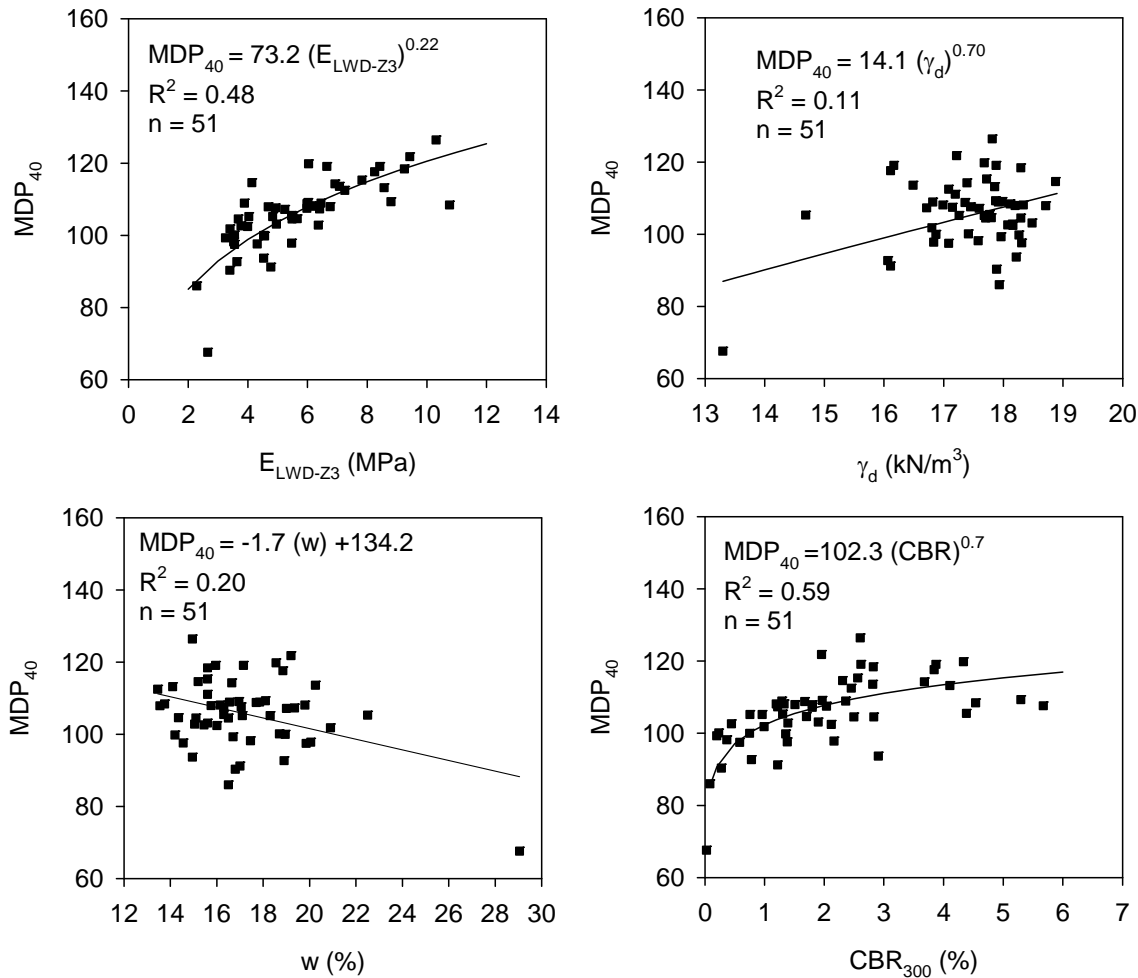 MDP40 = 73.2 (ELWD-Z3)^0.22
R² = 0.48
n = 51
160
140
120
100
80
60
MDP40
0 2 4 6 8 10 12 14
ELWD-Z3 (MPa)
MDP40 = 14.1 (γd)^0.70
R² = 0.11
n = 51
160
140
120
100
80
60
MDP40
13 14 15 16 17 18 19 20
γd (kN/m³)
MDP40 = -1.7 (w) +134.2
R² = 0.20
n = 51
160
140
120
100
80
60
MDP40
12 14 16 18 20 22 24 26 28 30
w (%)
MDP40 =102.3 (CBR)^0.7
R² = 0.59
n = 51
160
140
120
100
80
60
MDP40
0 1 2 3 4 5 6 7
CBR300 (%)